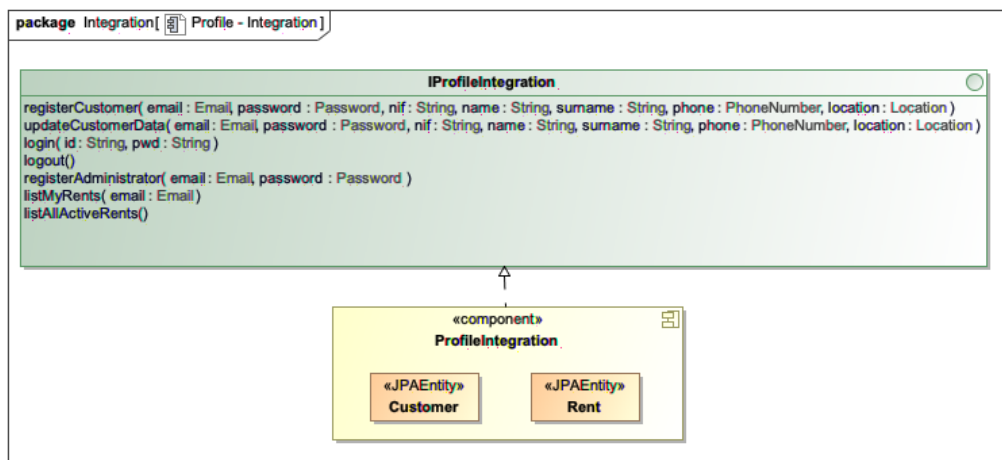 package Integration[ Profile - Integration ]
IProfileIntegration
registerCustomer( email : Email, password : Password, nif : String, name : String, surname : String, phone : PhoneNumber, location : Location )
updateCustomerData( email : Email, password : Password, nif : String, name : String, surname : String, phone : PhoneNumber, location : Location )
login( id : String, pwd : String )
logout()
registerAdministrator( email : Email, password : Password )
listMyRents( email : Email )
listAllActiveRents()
«component»
ProfileIntegration
«JPAEntity» «JPAEntity»
Customer Rent